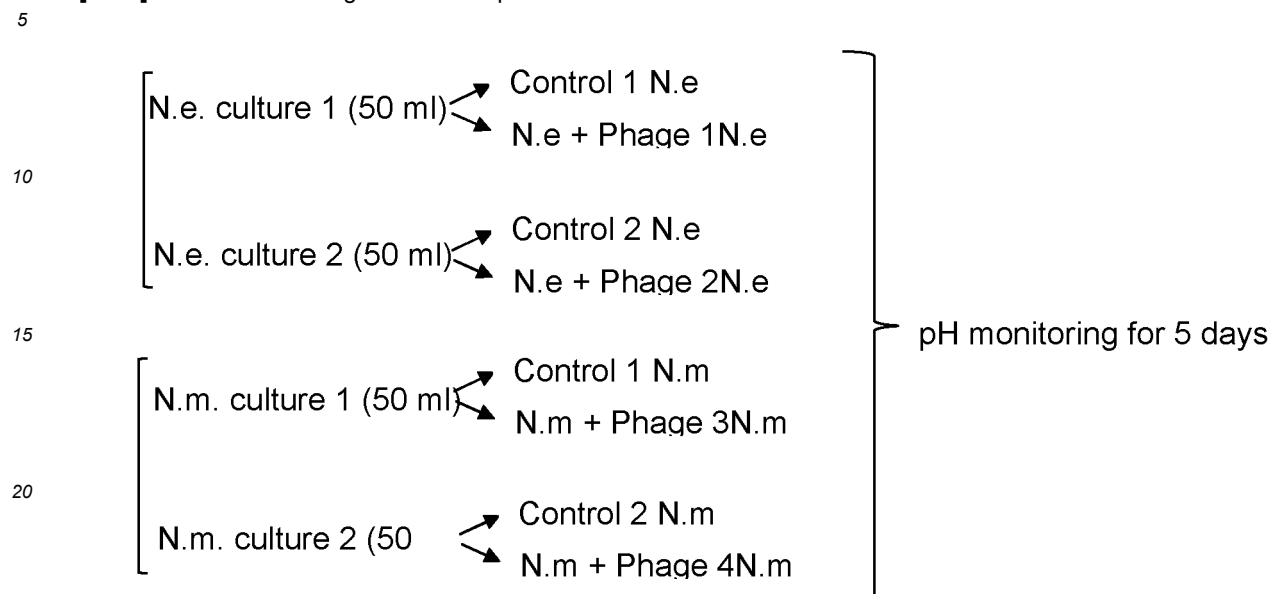 5
N.e. culture 1 (50 ml)
Control 1 N.e
N.e + Phage 1N.e
10
N.e. culture 2 (50 ml)
Control 2 N.e
N.e + Phage 2N.e
15
pH monitoring for 5 days
N.m. culture 1 (50 ml)
Control 1 N.m
N.m + Phage 3N.m
20
N.m. culture 2 (50
Control 2 N.m
N.m + Phage 4N.m